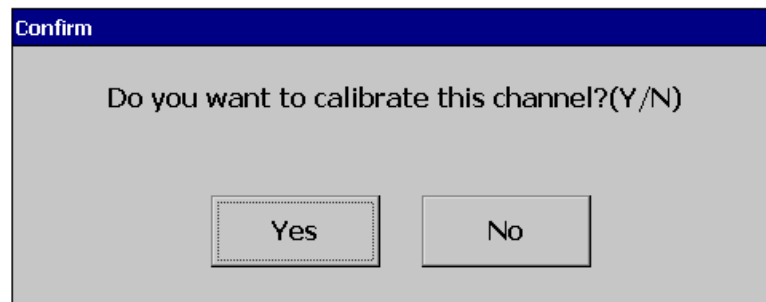 Confirm
Do you want to calibrate this channel?(Y/N)
Yes No